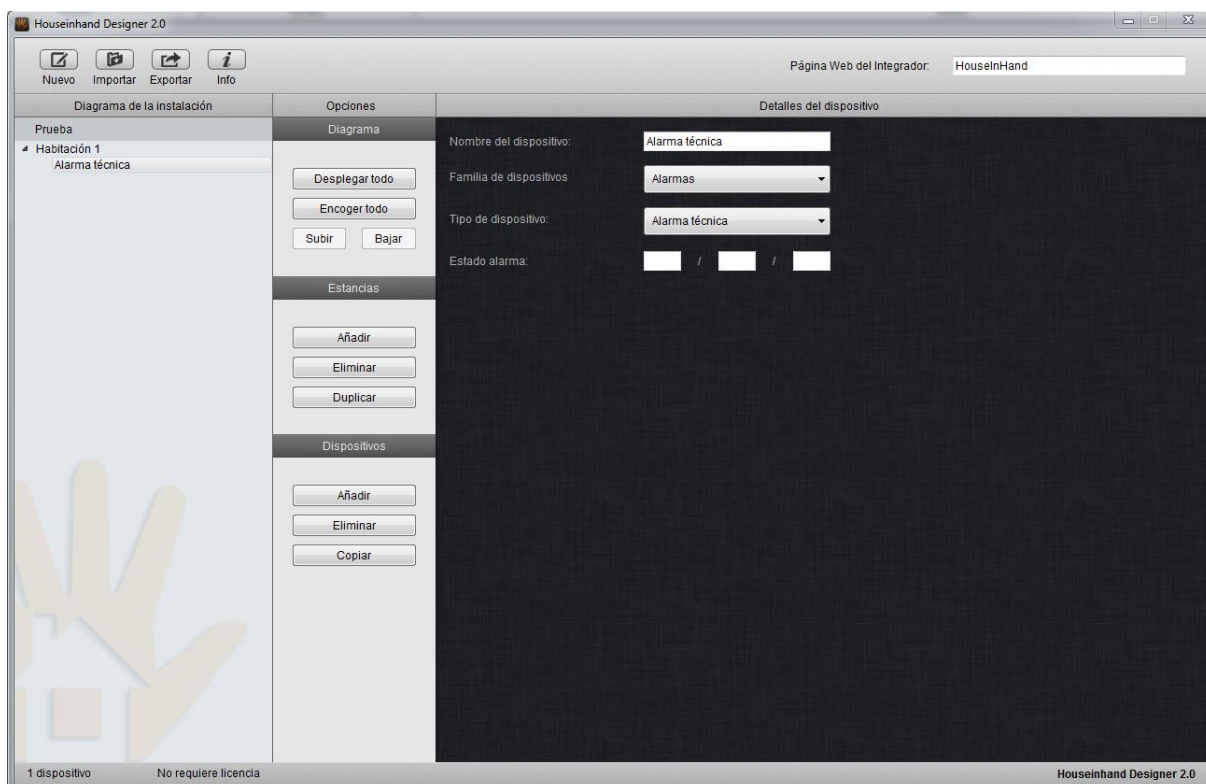 Houseinhand Designer 2.0
Nuevo Importar Exportar Info
Página Web del Integrador: HouseInHand
Diagrama de la instalación Opciones Detalles del dispositivo
Prueba
Habitación 1
Alarma técnica
Diagrama
Desplegar todo
Encoger todo
Subir Bajar
Estancias
Añadir
Eliminar
Duplicar
Dispositivos
Añadir
Eliminar
Copiar
Nombre del dispositivo: Alarma técnica
Familia de dispositivos Alarmas
Tipo de dispositivo: Alarma técnica
Estado alarma: / /
1 dispositivo No requiere licencia Houseinhand Designer 2.0